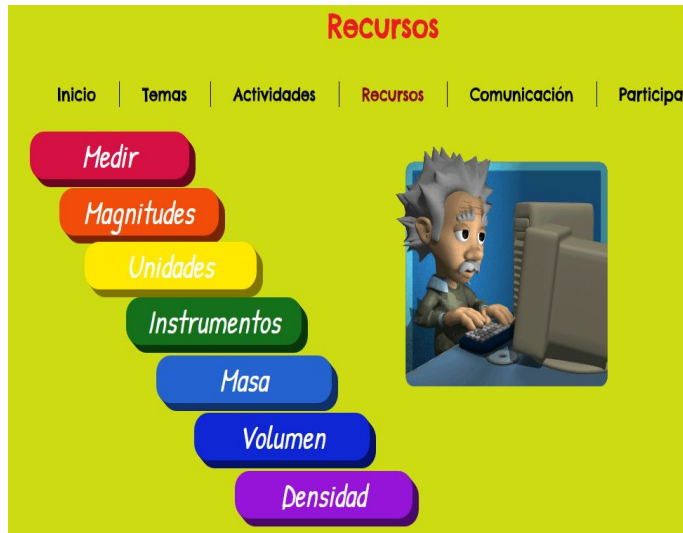 Recursos
Inicio Temas Actividades Recursos Comunicación Participa
Medir
Magnitudes
Unidades
Instrumentos
Masa
Volumen
Densidad